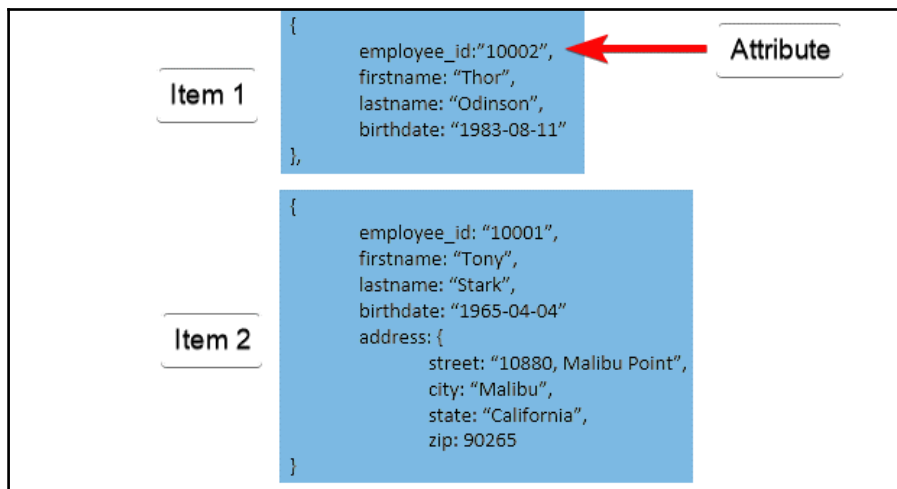 {
employee_id:“10002”,
Attribute
firstname: “Thor”,
Item 1
lastname: “Odinson”,
birthdate: “1983-08-11”
},
{
employee_id: “10001”,
firstname: “Tony”,
lastname: “Stark”,
birthdate: “1965-04-04”
Item 2
address: {
street: “10880, Malibu Point”,
city: “Malibu”,
state: “California”,
zip: 90265
}